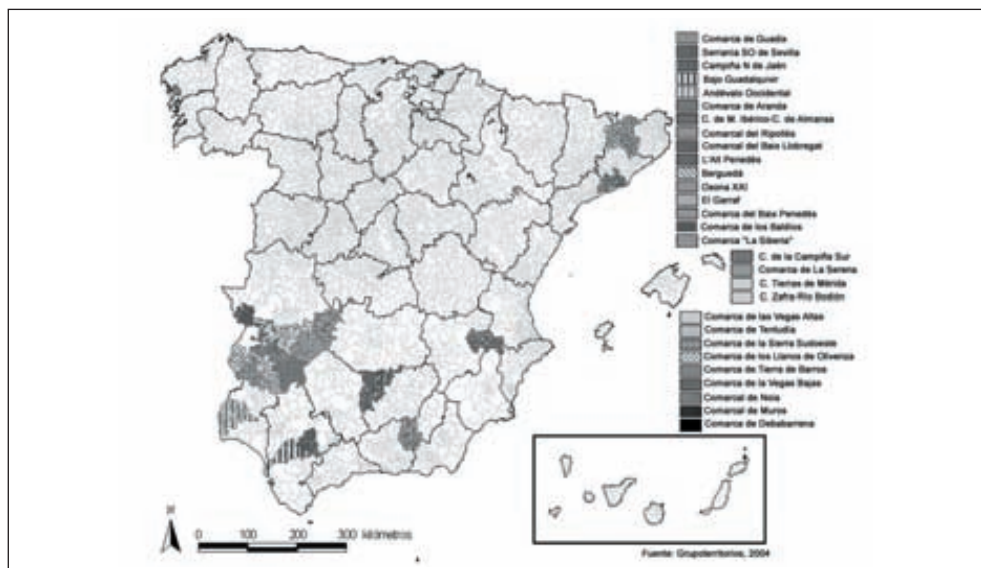 Comarca de Guadix
Serranía SO de Sevilla
Campiña N de Jaén
Bajo Guadalquivir
Andévalo Occidental
Comarca de Aranda
C. de M. Ibérico-C. de Almansa
Comarcal del Ripollès
Comarcal del Baix Llobregat
L'Alt Penedès
Berguedà
Osona XXI
El Garraf
Comarca del Baix Penedès
Comarca de los Baldíos
Comarca "La Siberia"
C. de la Campiña Sur
Comarca de La Serena
C. Tierras de Mérida
C. Zafra-Río Bodión
Comarca de las Vegas Altas
Comarca de Tentudía
Comarca de la Sierra Sudoeste
Comarca de los Llanos de Olivenza
Comarca de Tierra de Barros
Comarca de la Vegas Bajas
Comarcal de Noia
Comarcal de Muros
Comarca de Debabarrena
N
0 100 200 300 kilómetros
Fuente: Grupoterritorios, 2004